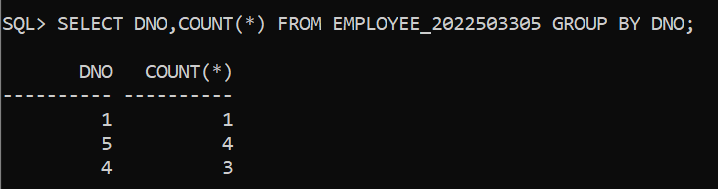 SQL> SELECT DNO,COUNT(*) FROM EMPLOYEE_2022503305 GROUP BY DNO;
DNO COUNT(*)
---------- ----------
1 1
5 4
4 3